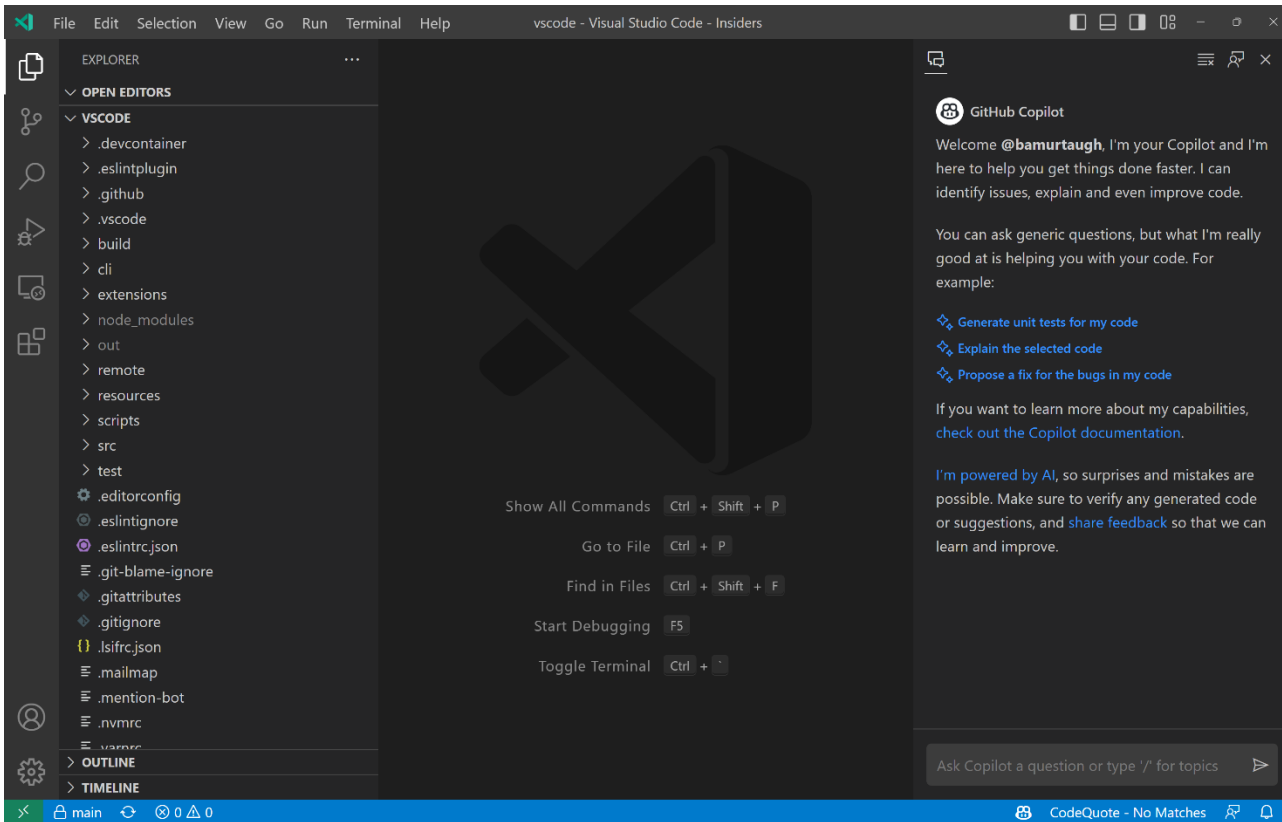 File Edit Selection View Go Run Terminal Help
vscode - Visual Studio Code - Insiders
EXPLORER
OPEN EDITORS
VSCODE
.devcontainer
.eslintplugin
.github
.vscode
build
cli
extensions
node_modules
out
remote
resources
scripts
src
test
.editorconfig
.eslintignore
.eslintrc.json
.git-blame-ignore
.gitattributes
.gitignore
.lsifrc.json
.mailmap
.mention-bot
.nvmrc
.yarnrc
OUTLINE
TIMELINE
Show All Commands Ctrl + Shift + P
Go to File Ctrl + P
Find in Files Ctrl + Shift + F
Start Debugging F5
Toggle Terminal Ctrl + `
GitHub Copilot
Welcome @bamurtaugh, I'm your Copilot and I'm
here to help you get things done faster. I can
identify issues, explain and even improve code.
You can ask generic questions, but what I'm really
good at is helping you with your code. For
example:
Generate unit tests for my code
Explain the selected code
Propose a fix for the bugs in my code
If you want to learn more about my capabilities,
check out the Copilot documentation.
I'm powered by AI, so surprises and mistakes are
possible. Make sure to verify any generated code
or suggestions, and share feedback so that we can
learn and improve.
Ask Copilot a question or type '/' for topics
main 0 0
CodeQuote - No Matches